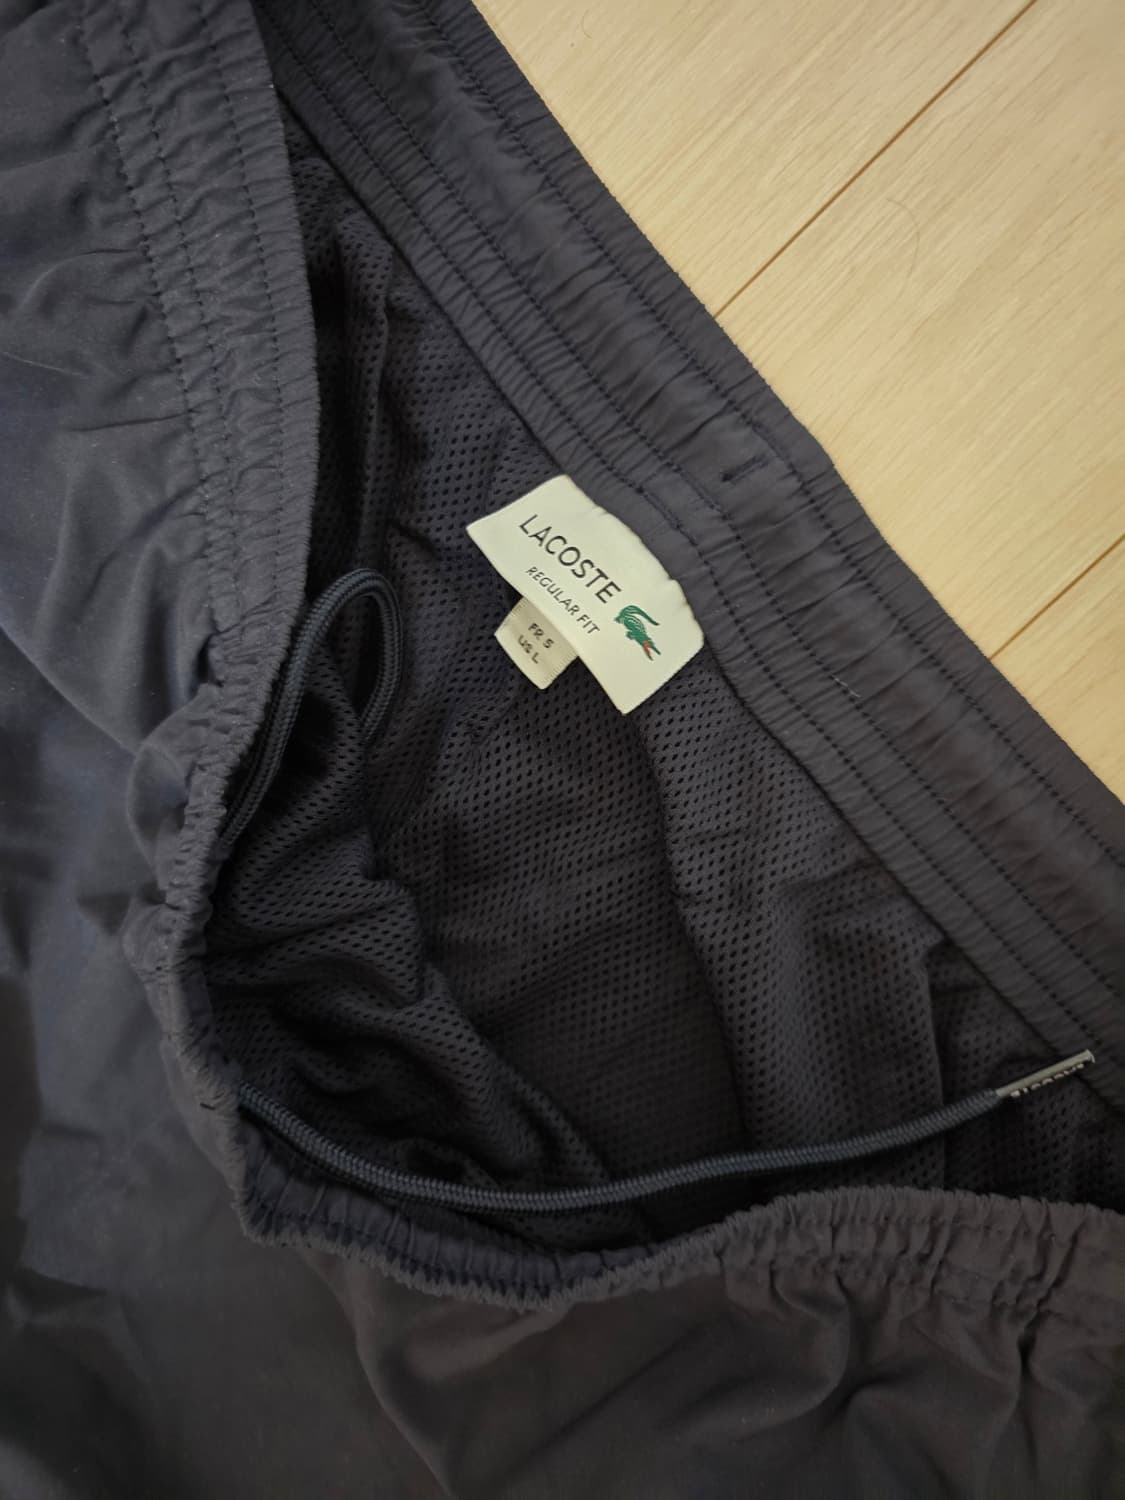 LACOSTE
REGULAR FIT
FR 5
US L